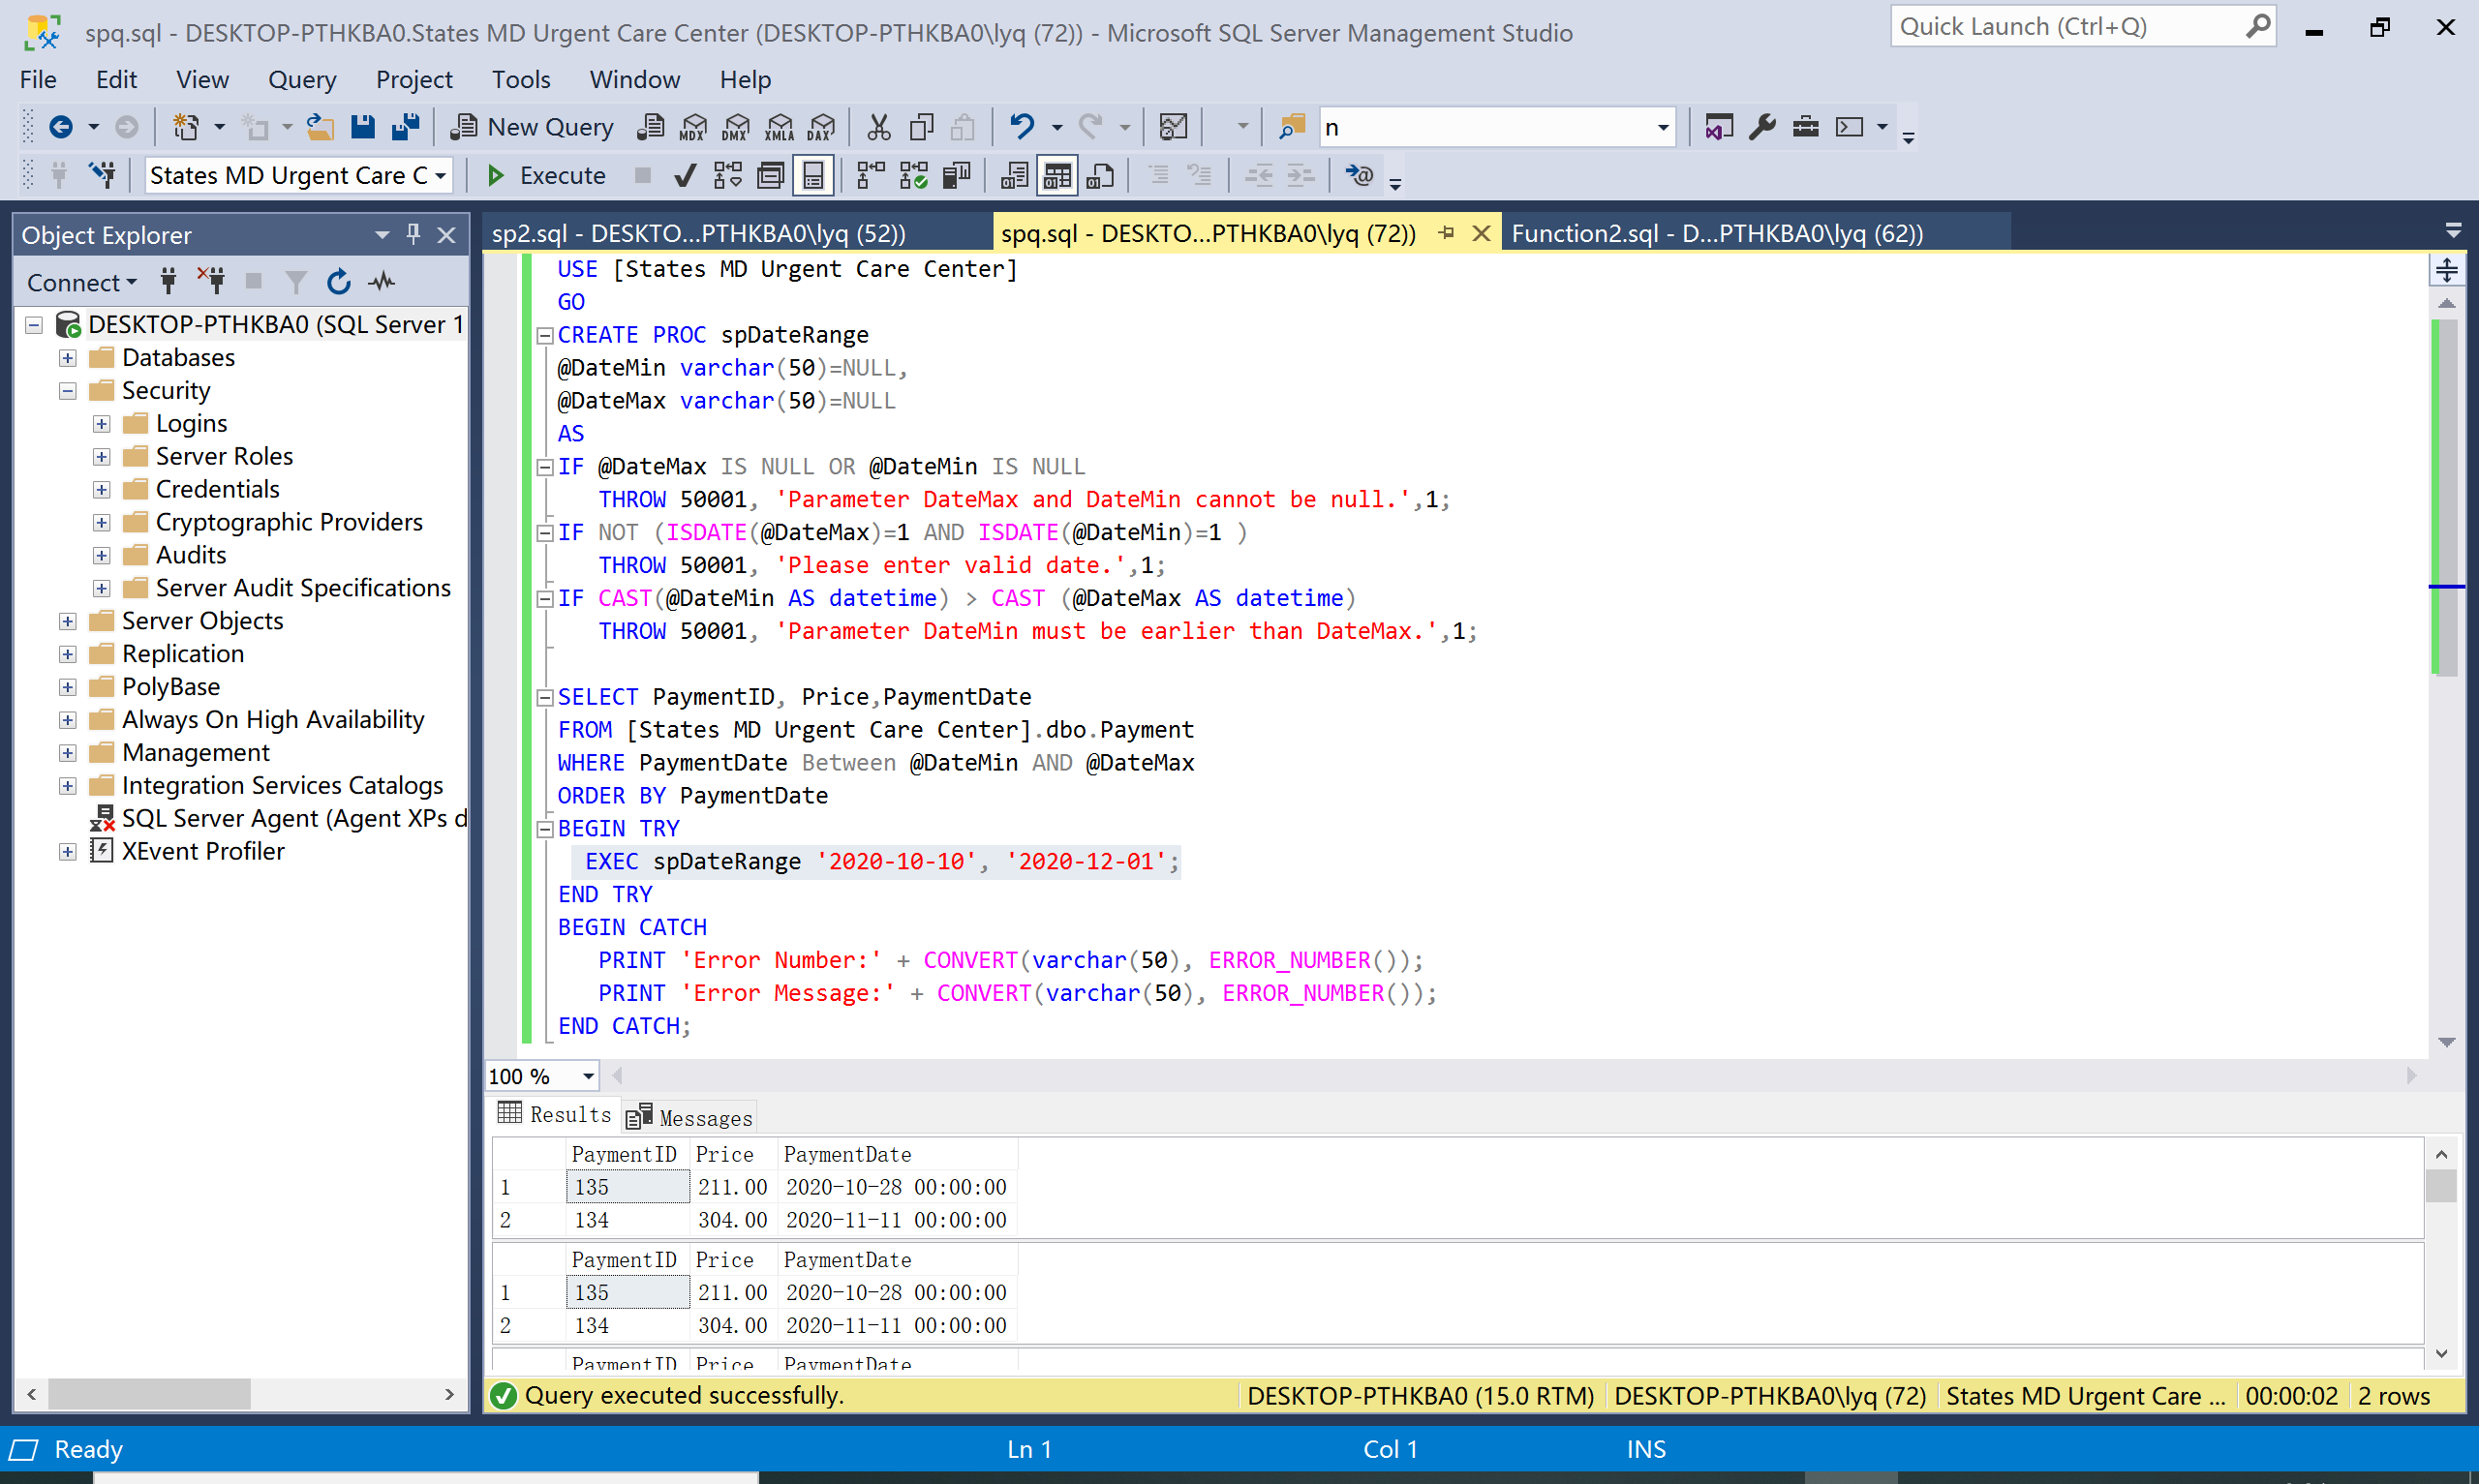 spq.sql - DESKTOP-PTHKBA0.States MD Urgent Care Center (DESKTOP-PTHKBA0\lyq (72)) - Microsoft SQL Server Management Studio
Quick Launch (Ctrl+Q)
File Edit View Query Project Tools Window Help
New Query MDX DMX XMLA DAX n
States MD Urgent Care C Execute
Object Explorer
Connect
DESKTOP-PTHKBA0 (SQL Server 1
Databases
Security
Logins
Server Roles
Credentials
Cryptographic Providers
Audits
Server Audit Specifications
Server Objects
Replication
PolyBase
Always On High Availability
Management
Integration Services Catalogs
SQL Server Agent (Agent XPs d
XEvent Profiler
sp2.sql - DESKTO...PTHKBA0\lyq (52)) spq.sql - DESKTO...PTHKBA0\lyq (72)) Function2.sql - D...PTHKBA0\lyq (62))
USE [States MD Urgent Care Center]
GO
CREATE PROC spDateRange
@DateMin varchar(50)=NULL,
@DateMax varchar(50)=NULL
AS
IF @DateMax IS NULL OR @DateMin IS NULL
THROW 50001, 'Parameter DateMax and DateMin cannot be null.',1;
IF NOT (ISDATE(@DateMax)=1 AND ISDATE(@DateMin)=1 )
THROW 50001, 'Please enter valid date.',1;
IF CAST(@DateMin AS datetime) > CAST (@DateMax AS datetime)
THROW 50001, 'Parameter DateMin must be earlier than DateMax.',1;
SELECT PaymentID, Price,PaymentDate
FROM [States MD Urgent Care Center].dbo.Payment
WHERE PaymentDate Between @DateMin AND @DateMax
ORDER BY PaymentDate
BEGIN TRY
EXEC spDateRange '2020-10-10', '2020-12-01';
END TRY
BEGIN CATCH
PRINT 'Error Number:' + CONVERT(varchar(50), ERROR_NUMBER());
PRINT 'Error Message:' + CONVERT(varchar(50), ERROR_NUMBER());
END CATCH;
100 %
Results Messages
PaymentID Price PaymentDate
1 135 211.00 2020-10-28 00:00:00
2 134 304.00 2020-11-11 00:00:00
PaymentID Price PaymentDate
1 135 211.00 2020-10-28 00:00:00
2 134 304.00 2020-11-11 00:00:00
PaymentID Price PaymentDate
Query executed successfully. DESKTOP-PTHKBA0 (15.0 RTM) DESKTOP-PTHKBA0\lyq (72) States MD Urgent Care ... 00:00:02 2 rows
Ready Ln 1 Col 1 INS